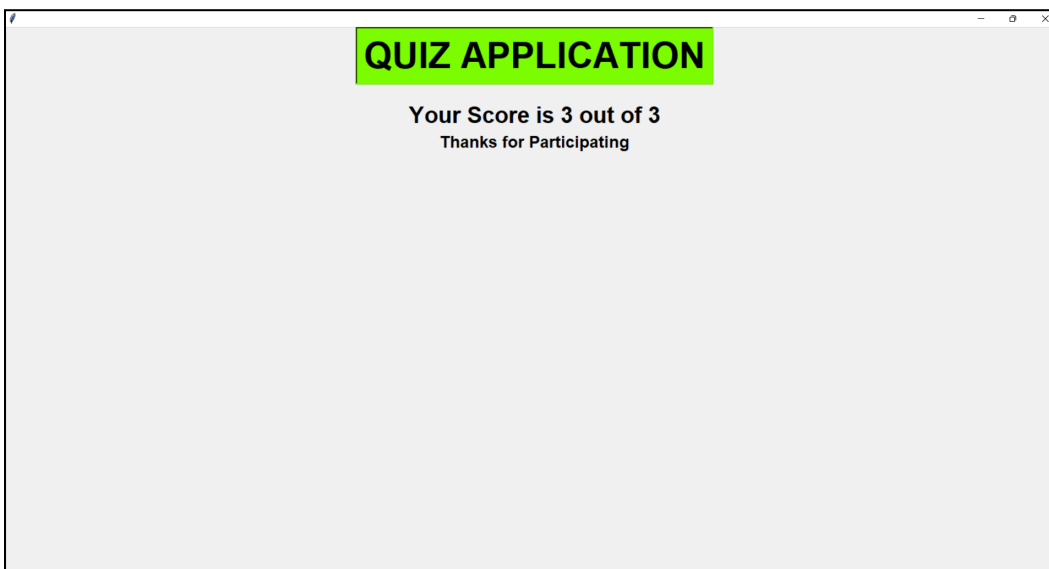 QUIZ APPLICATION
Your Score is 3 out of 3
Thanks for Participating